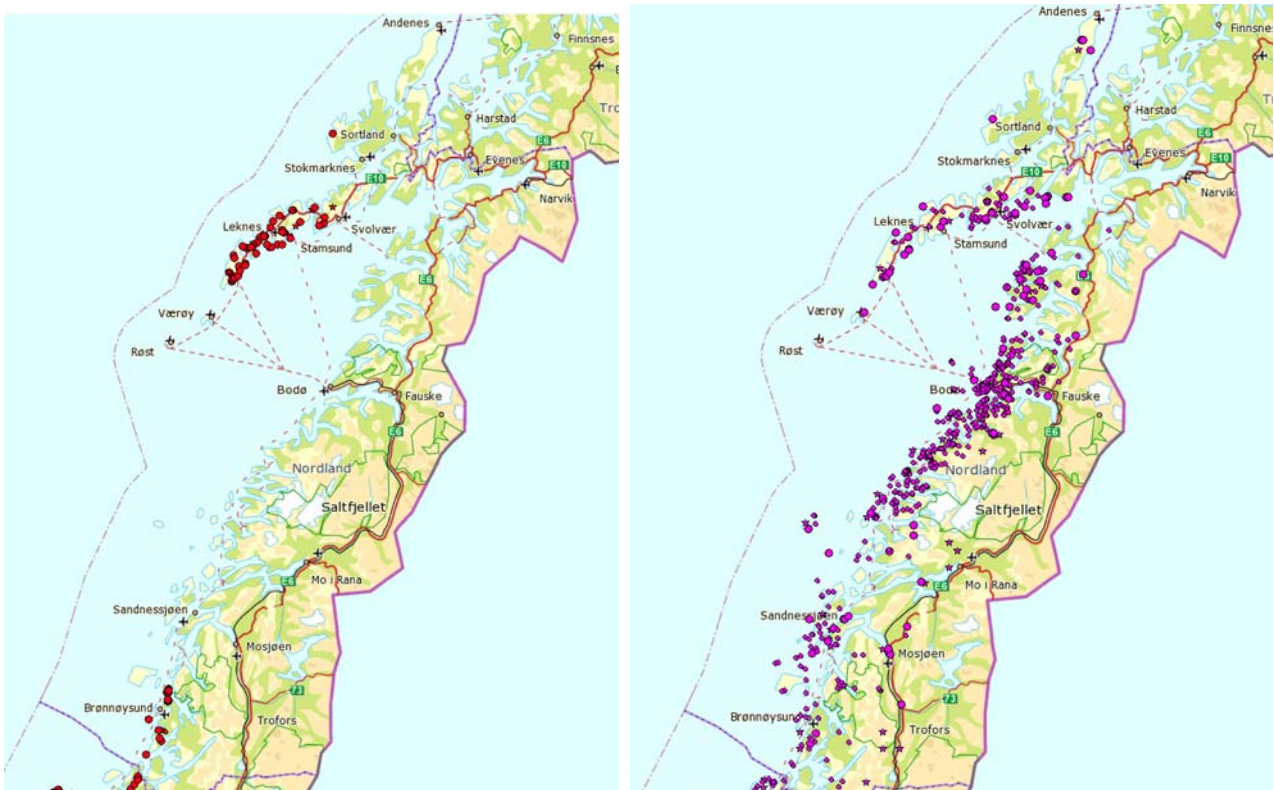 Andenes
Finnsnes
Tro
Harstad
Sortland
E6
Stokmarknes
Evenes
E10
E10
Narvik
Leknes
Svolvær
Stamsund
E6
Værøy
Røst
Bodø
Fauske
E6
Nordland
Saltfjellet
E6
Mo i Rana
Sandnessjøen
Mosjøen
73
Brønnøysund
Trofors
Andenes
Finnsnes
Tr
Harstad
Sortland
E6
Stokmarknes
Evenes
E10
E10
Narvik
Leknes
Svolvær
Stamsund
Værøy
Røst
Bodø
Fauske
E6
Nordland
Saltfjellet
E6
Mo i Rana
Sandnessjøen
Mosjøen
73
Brønnøysund
Trofors